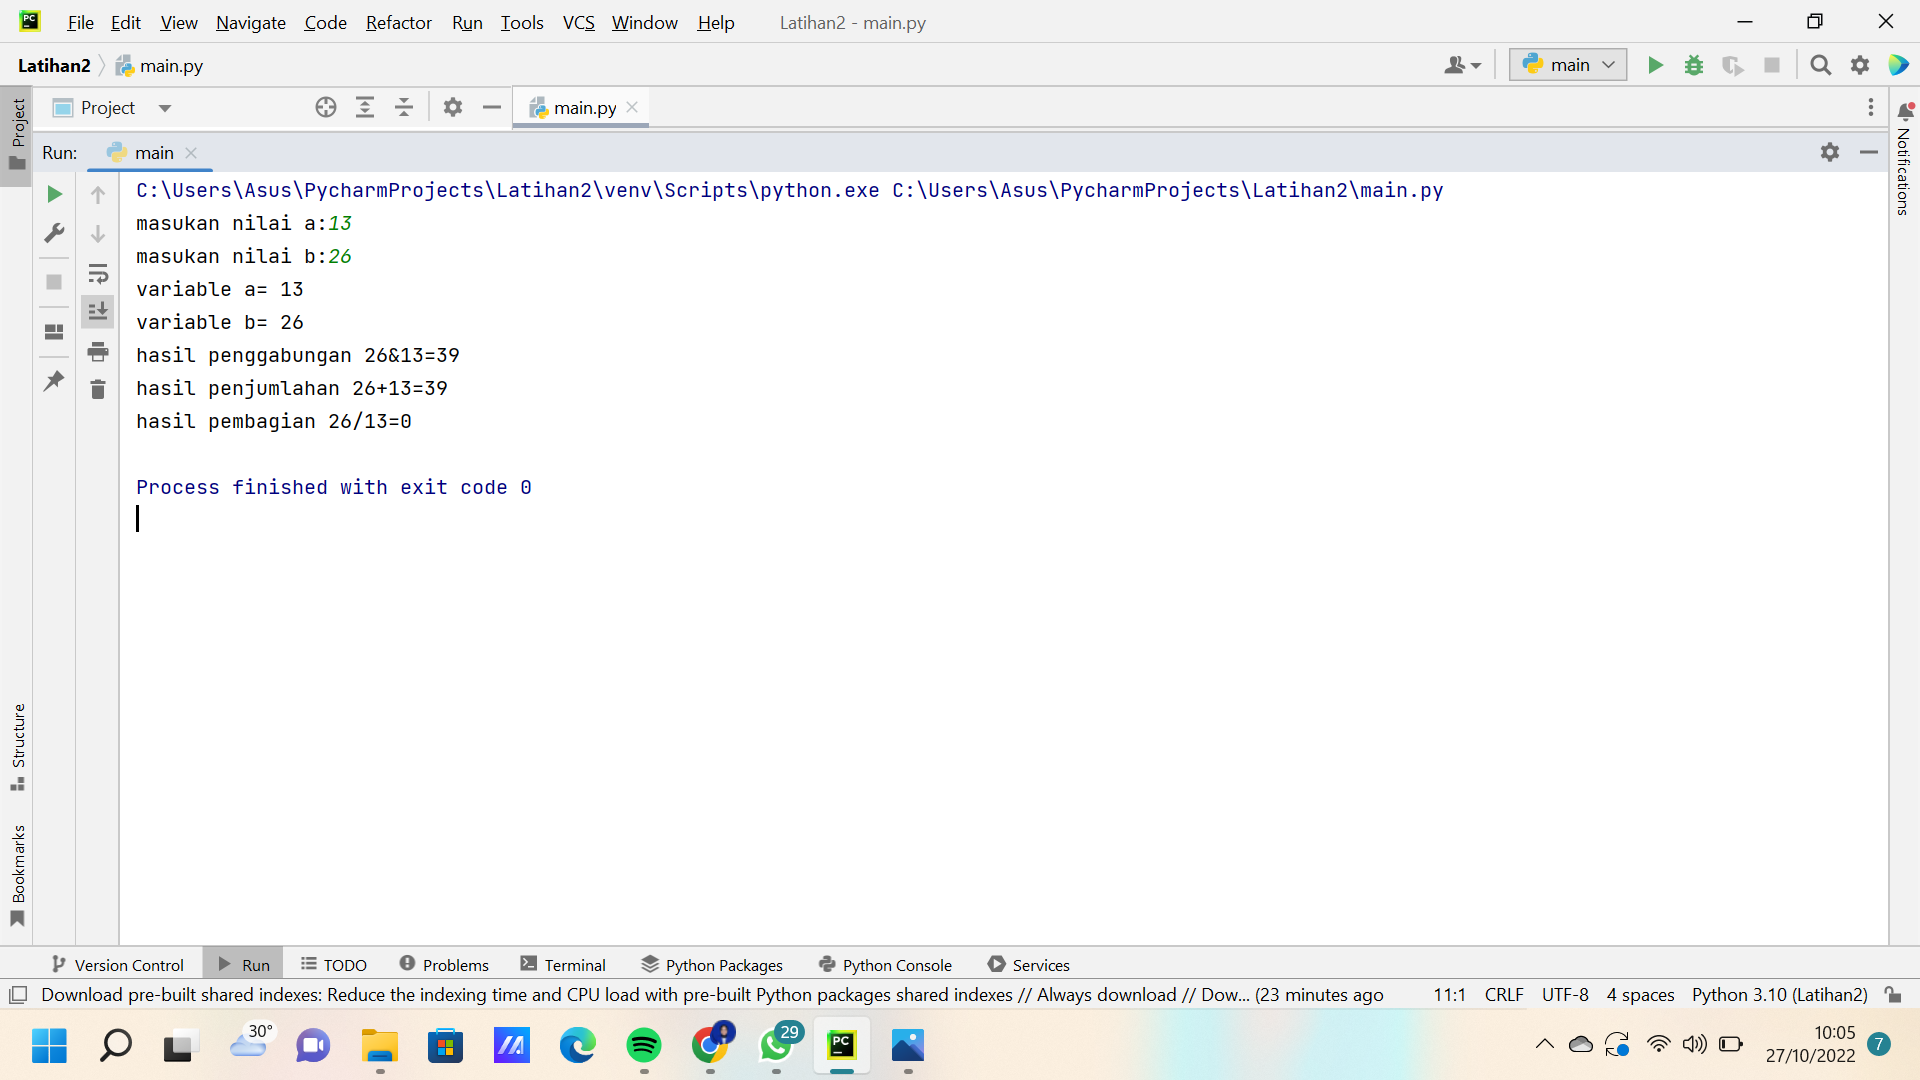 File Edit View Navigate Code Refactor Run Tools VCS Window Help Latihan2 - main.py
Latihan2 main.py main
Project main.py
Run: main
C:\Users\Asus\PycharmProjects\Latihan2\venv\Scripts\python.exe C:\Users\Asus\PycharmProjects\Latihan2\main.py
masukan nilai a:13
masukan nilai b:26
variable a= 13
variable b= 26
hasil penggabungan 26&13=39
hasil penjumlahan 26+13=39
hasil pembagian 26/13=0
Process finished with exit code 0
Project
Structure
Bookmarks
Notifications
Version Control Run TODO Problems Terminal Python Packages Python Console Services
Download pre-built shared indexes: Reduce the indexing time and CPU load with pre-built Python packages shared indexes // Always download // Dow... (23 minutes ago 11:1 CRLF UTF-8 4 spaces Python 3.10 (Latihan2)
30° 29 PC 10:05
27/10/2022 7